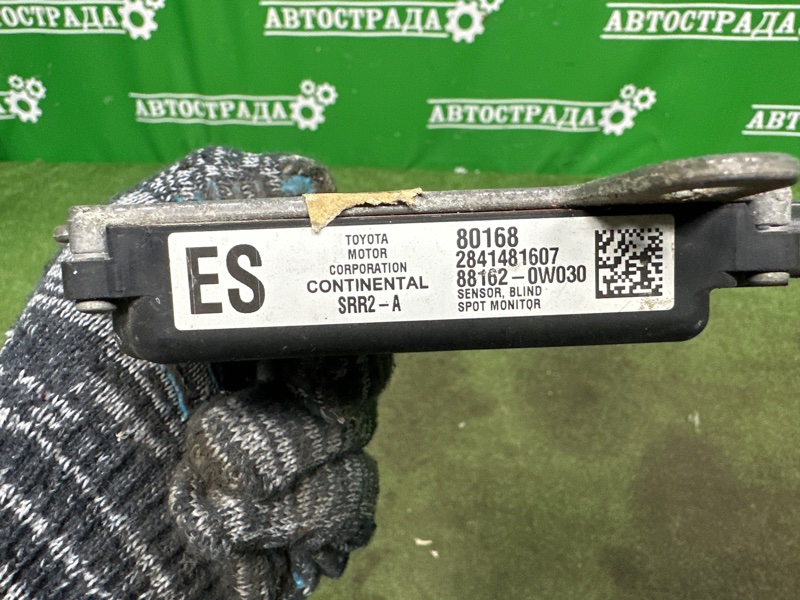 АВТОСТРАДА
АВТОСТРАДА
АВТОСТРАДА
АВТОСТРАДА
АВТОСТРАДА
ES
TOYOTA
MOTOR
CORPORATION
CONTINENTAL
SRR2-A
80168
2841481607
88162-0W030
SENSOR, BLIND
SPOT MONITOR